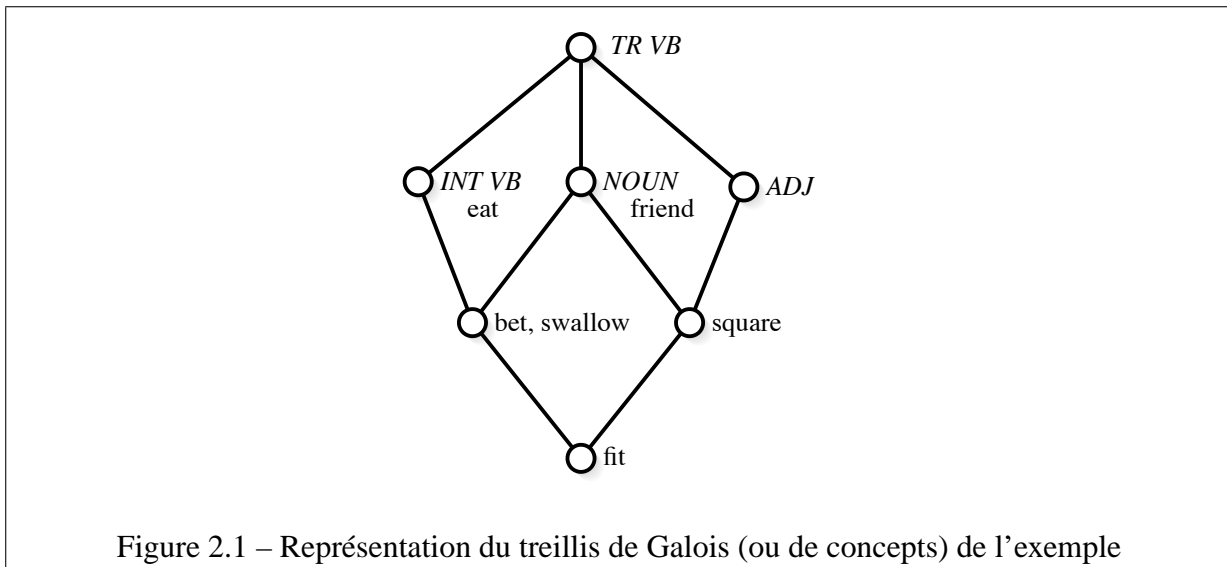 TR VB
INT VB
eat
NOUN
friend
ADJ
bet, swallow
square
fit
Figure 2.1 – Représentation du treillis de Galois (ou de concepts) de l’exemple